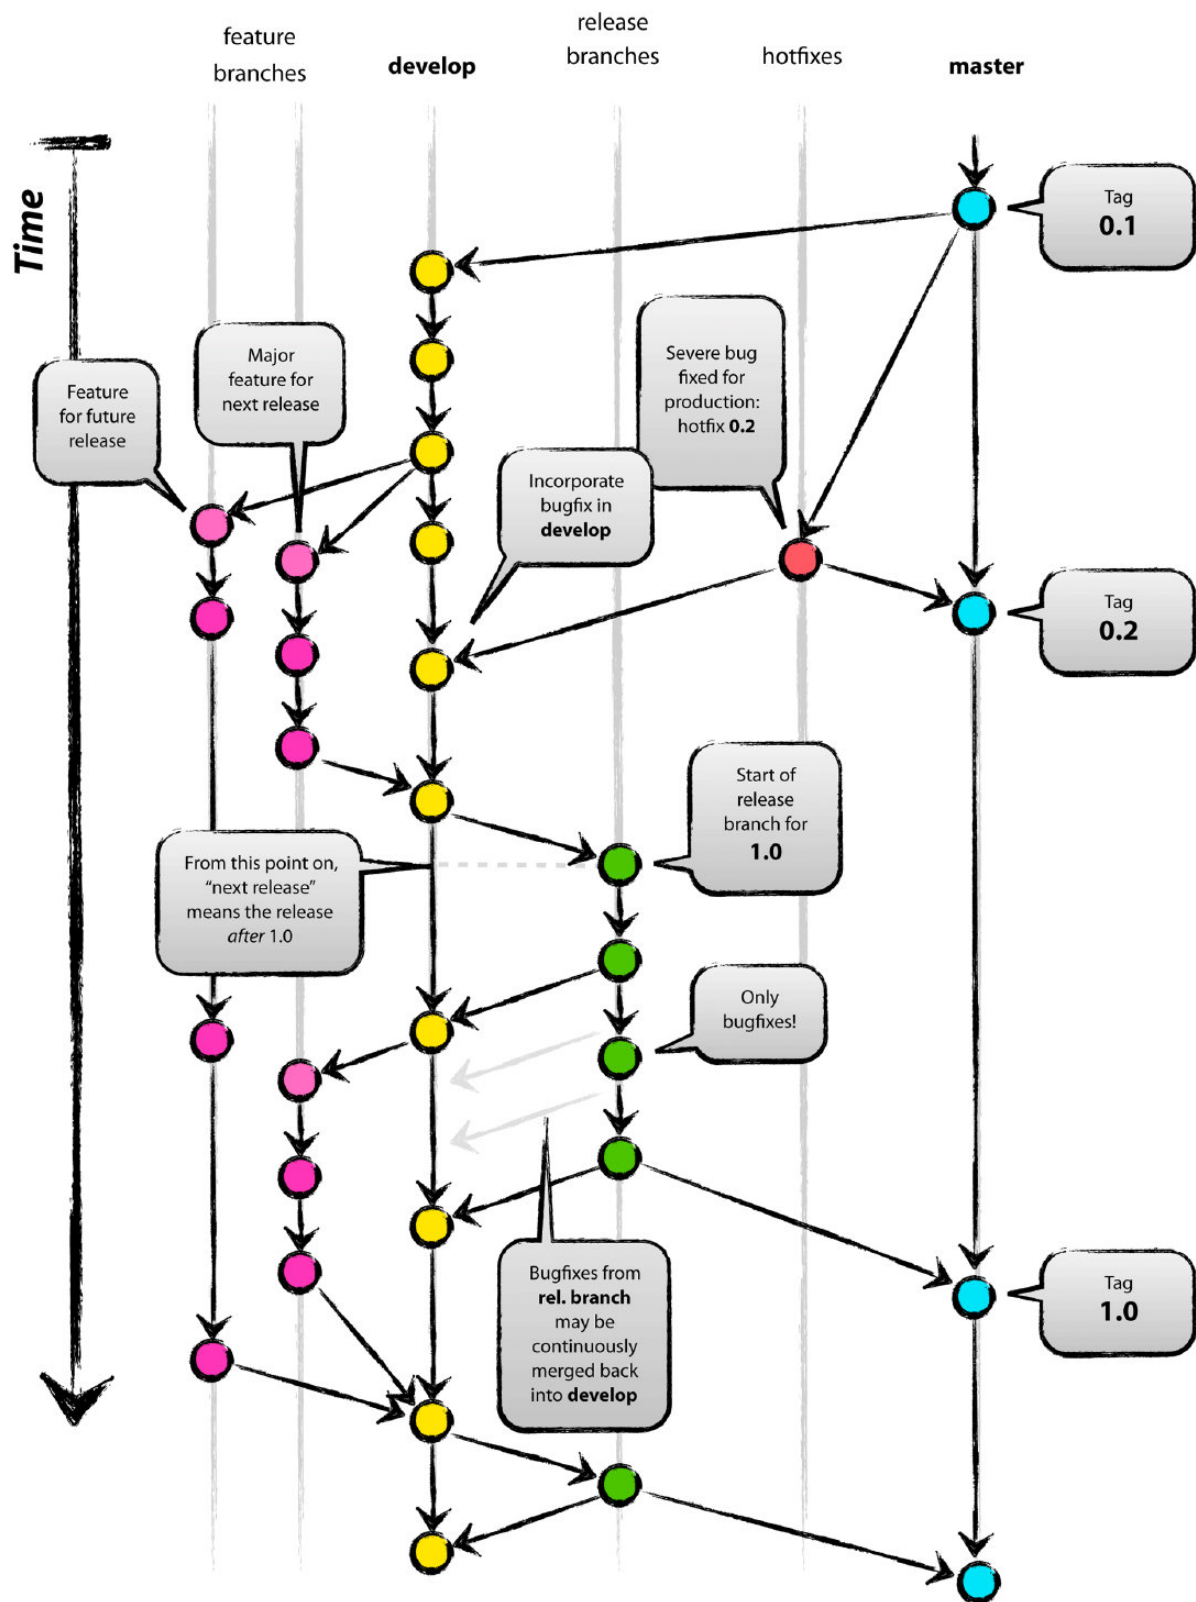 feature
branches
develop
release
branches
hotfixes
master
Time
Tag
0.1
Major
feature for
next release
Feature
for future
release
Severe bug
fixed for
production:
hotfix 0.2
Incorporate
bugfix in
develop
Tag
0.2
Start of
release
branch for
1.0
From this point on,
“next release”
means the release
after 1.0
Only
bugfixes!
Bugfixes from
rel. branch
may be
continuously
merged back
into develop
Tag
1.0